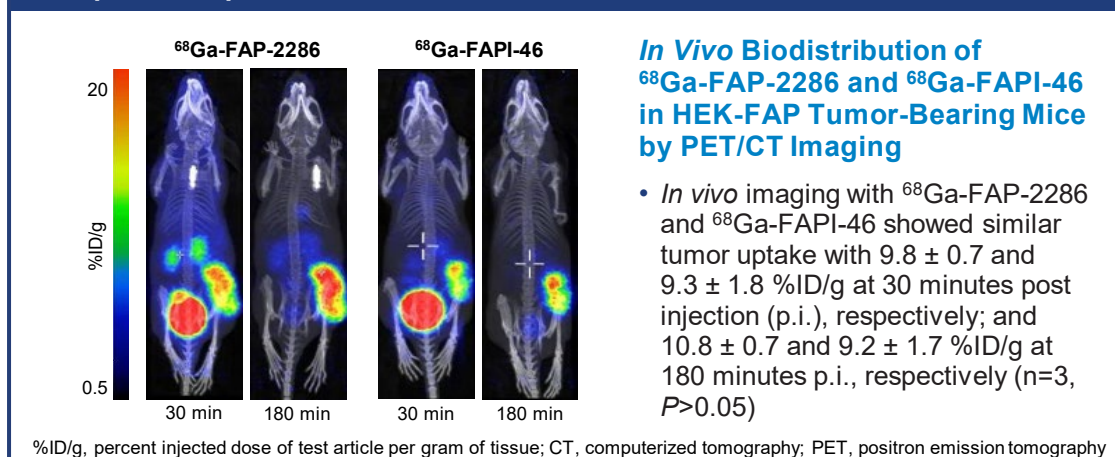 ⁶⁸Ga-FAP-2286
⁶⁸Ga-FAPI-46
20
%ID/g
0.5
30 min
180 min
30 min
180 min
In Vivo Biodistribution of
⁶⁸Ga-FAP-2286 and ⁶⁸Ga-FAPI-46
in HEK-FAP Tumor-Bearing Mice
by PET/CT Imaging
• In vivo imaging with ⁶⁸Ga-FAP-2286
and ⁶⁸Ga-FAPI-46 showed similar
tumor uptake with 9.8 ± 0.7 and
9.3 ± 1.8 %ID/g at 30 minutes post
injection (p.i.), respectively; and
10.8 ± 0.7 and 9.2 ± 1.7 %ID/g at
180 minutes p.i., respectively (n=3,
P>0.05)
%ID/g, percent injected dose of test article per gram of tissue; CT, computerized tomography; PET, positron emission tomography